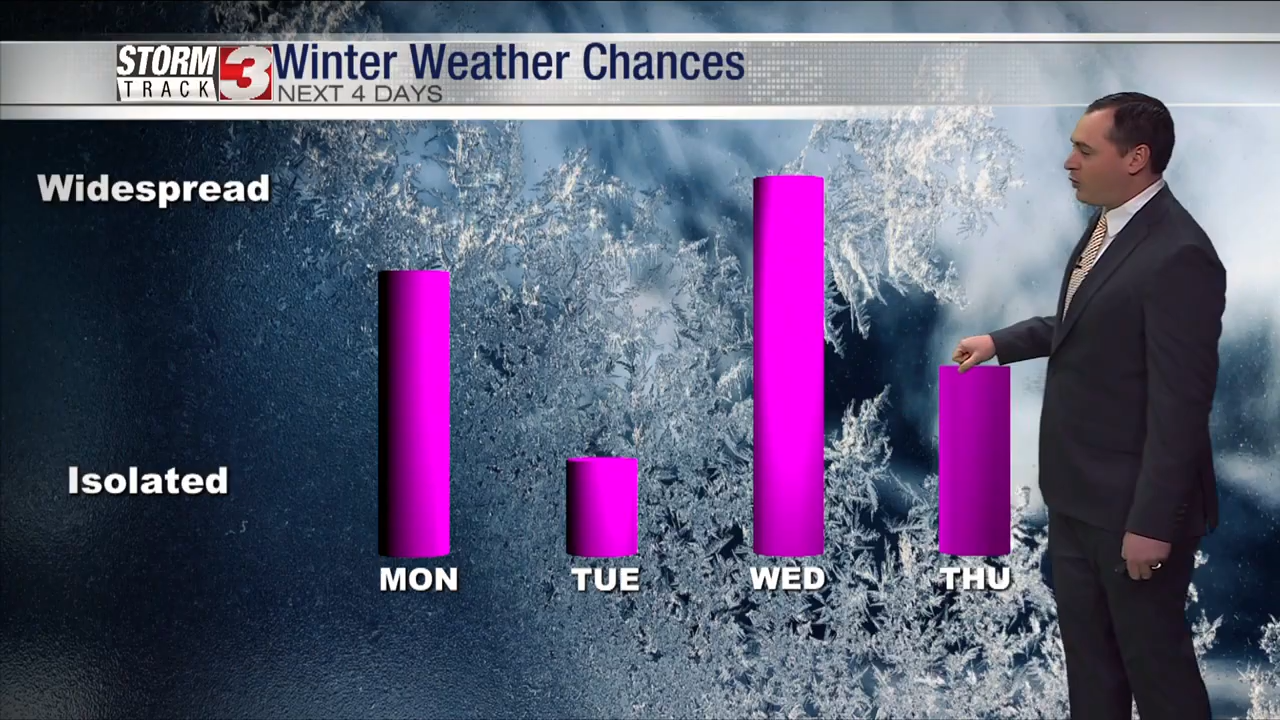 STORM
TRACK
3
Winter Weather Chances
NEXT 4 DAYS
Widespread
Isolated
MON TUE WED THU